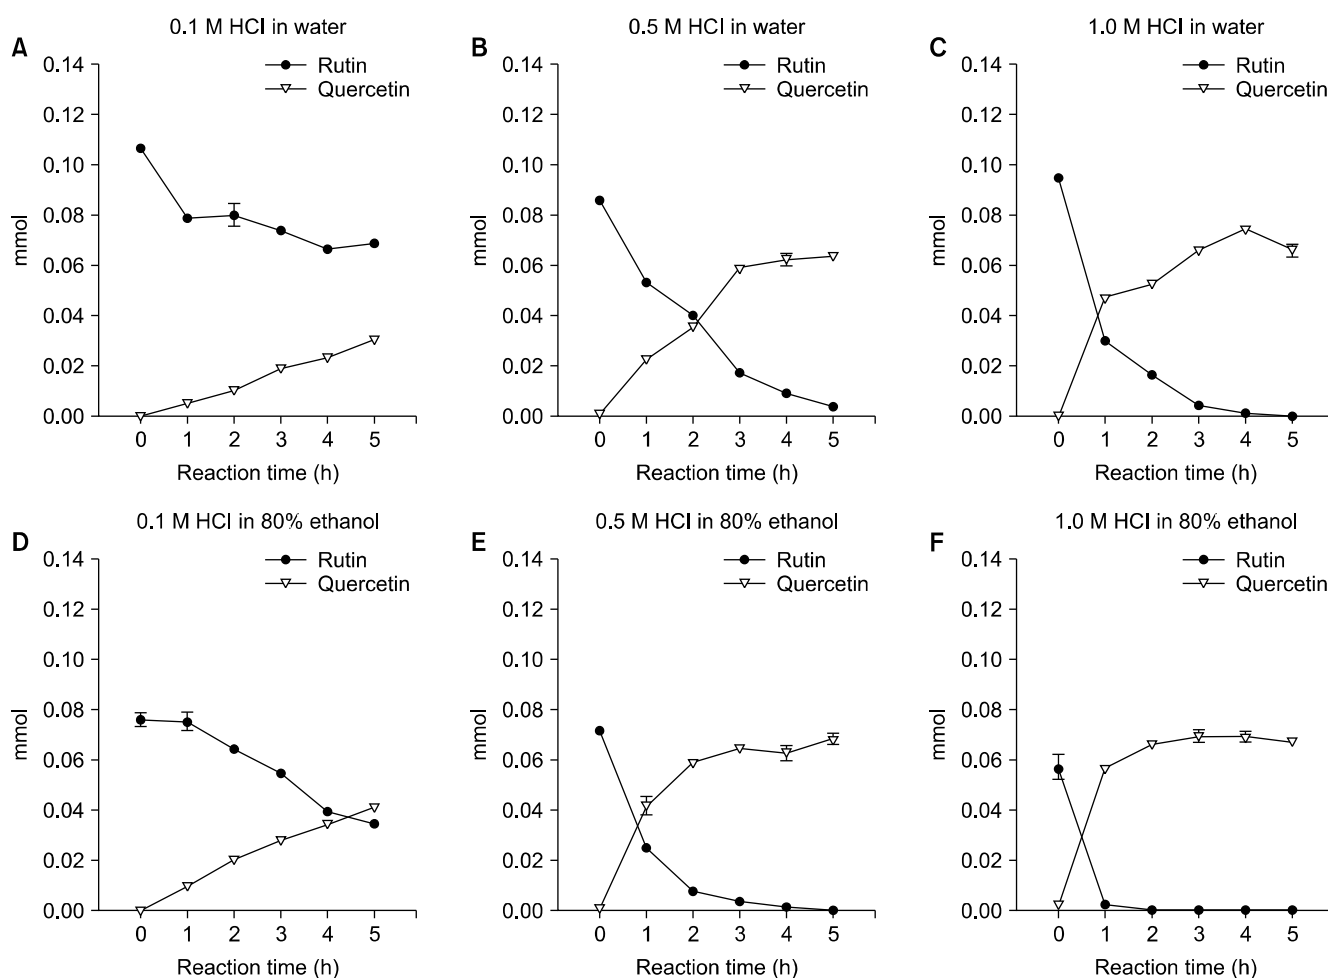 A
0.1 M HCl in water
Rutin
Quercetin
0.14
0.12
0.10
0.08
0.06
0.04
0.02
0.00
mmol
0 1 2 3 4 5
Reaction time (h)
B
0.5 M HCl in water
Rutin
Quercetin
0.14
0.12
0.10
0.08
0.06
0.04
0.02
0.00
mmol
0 1 2 3 4 5
Reaction time (h)
C
1.0 M HCl in water
Rutin
Quercetin
0.14
0.12
0.10
0.08
0.06
0.04
0.02
0.00
mmol
0 1 2 3 4 5
Reaction time (h)
D
0.1 M HCl in 80% ethanol
Rutin
Quercetin
0.14
0.12
0.10
0.08
0.06
0.04
0.02
0.00
mmol
0 1 2 3 4 5
Reaction time (h)
E
0.5 M HCl in 80% ethanol
Rutin
Quercetin
0.14
0.12
0.10
0.08
0.06
0.04
0.02
0.00
mmol
0 1 2 3 4 5
Reaction time (h)
F
1.0 M HCl in 80% ethanol
Rutin
Quercetin
0.14
0.12
0.10
0.08
0.06
0.04
0.02
0.00
mmol
0 1 2 3 4 5
Reaction time (h)